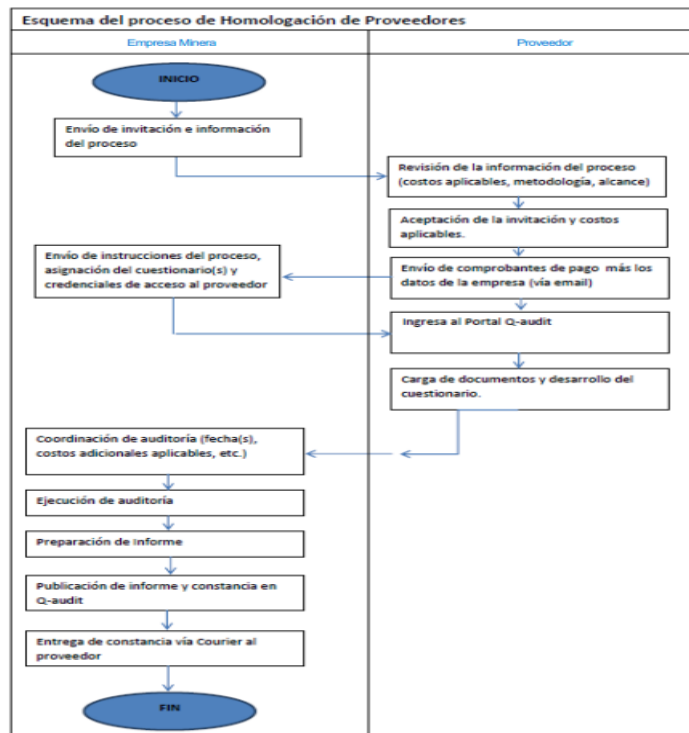 Esquema del proceso de Homologación de Proveedores
Empresa Minera
Proveedor
INICIO
Envío de invitación e información
del proceso
Revisión de la información del proceso
(costos aplicables, metodología, alcance)
Aceptación de la invitación y costos
aplicables.
Envío de comprobantes de pago más los
datos de la empresa (vía email)
Envío de instrucciones del proceso,
asignación del cuestionario(s) y
credenciales de acceso al proveedor
Ingresa al Portal Q-audit
Carga de documentos y desarrollo del
cuestionario.
Coordinación de auditoría (fecha(s),
costos adicionales aplicables, etc.)
Ejecución de auditoría
Preparación de Informe
Publicación de informe y constancia en
Q-audit
Entrega de constancia vía Courier al
proveedor
FIN